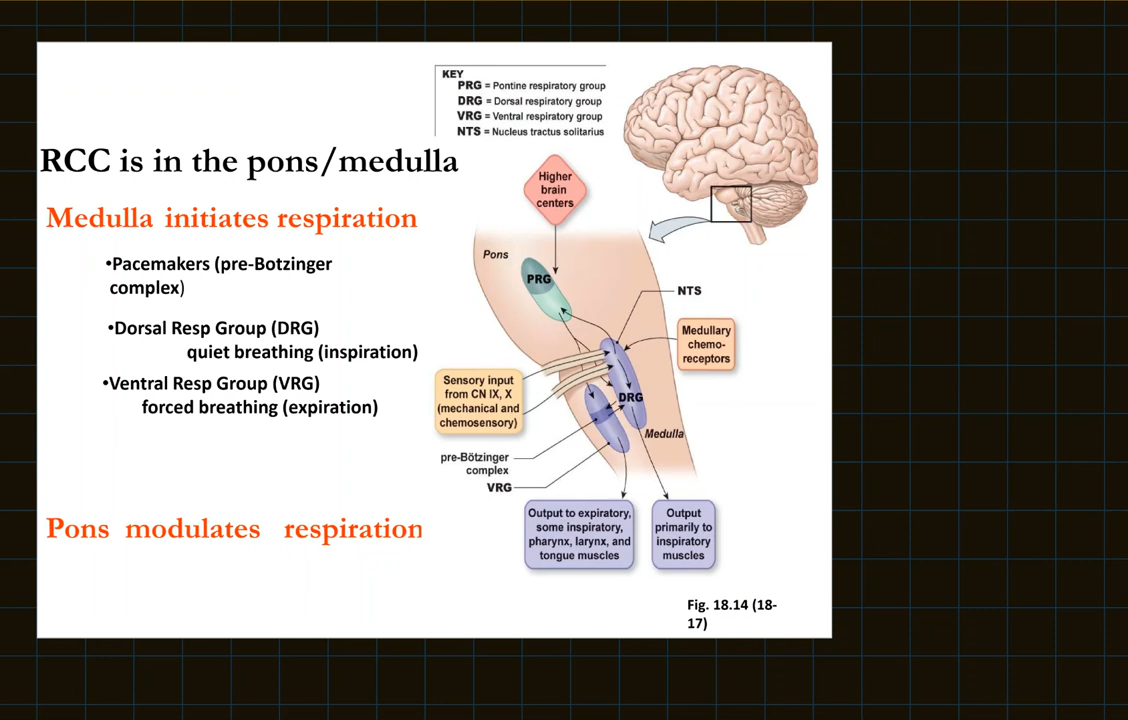 KEY
PRG = Pontine respiratory group
DRG = Dorsal respiratory group
VRG = Ventral respiratory group
NTS = Nucleus tractus solitarius
RCC is in the pons/medulla
Medulla initiates respiration
•Pacemakers (pre-Botzinger
complex)
•Dorsal Resp Group (DRG)
quiet breathing (inspiration)
•Ventral Resp Group (VRG)
forced breathing (expiration)
Pons modulates respiration
Higher
brain
centers
Pons
PRG
NTS
Medullary
chemo-
receptors
Sensory input
from CN IX, X
(mechanical and
chemosensory)
DRG
Medulla
pre-Bötzinger
complex
VRG
Output to expiratory,
some inspiratory,
pharynx, larynx, and
tongue muscles
Output
primarily to
inspiratory
muscles
Fig. 18.14 (18-
17)